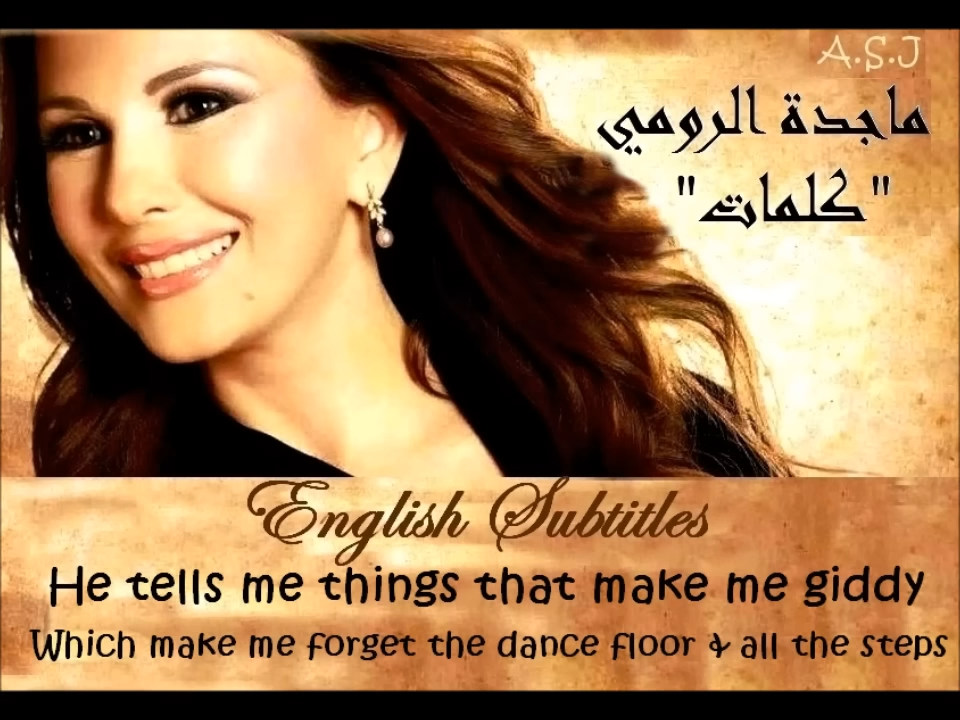 A.S.J
ماجدة الرومي
"كلمات"
English Subtitles
He tells me things that make me giddy
Which make me forget the dance floor & all the steps